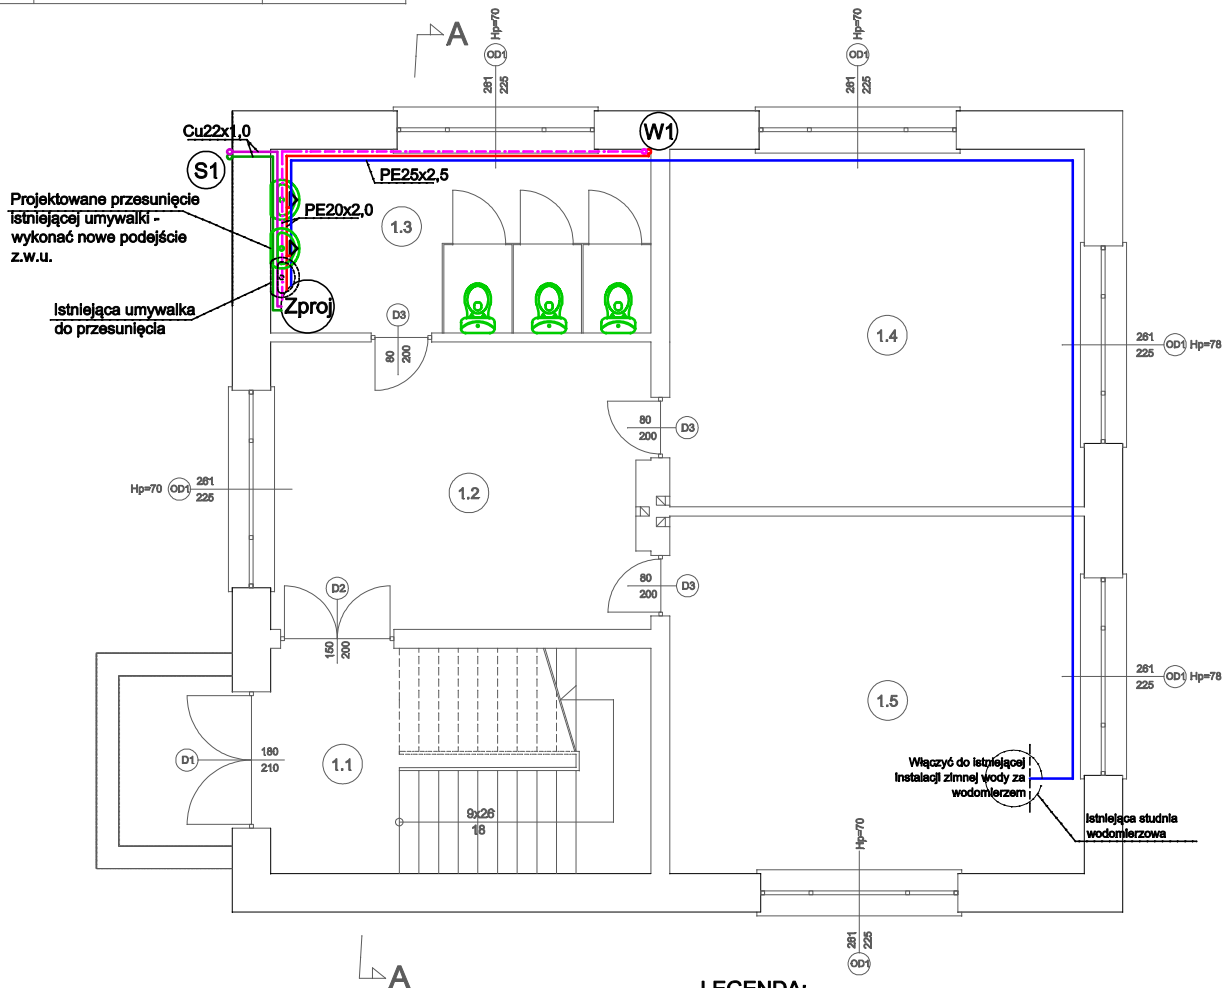 A
Hp=70
OD1
261
225
Hp=70
OD1
261
225
Cu22x1,0
W1
S1
PE25x2,5
Projektowane przesunięcie
istniejącej umywalki -
wykonać nowe podejście
z.w.u.
PE20x2,0
1.3
Istniejąca umywalka
do przesunięcia
Zproj
D3
80
200
1.4
261
225
OD1
Hp=78
80
200
D3
Hp=70
OD1
261
225
1.2
80
200
D3
D2
150
200
261
225
OD1
Hp=78
1.5
D1
180
210
1.1
Włączyć do istniejącej
instalacji zimnej wody za
wodomierzem
9x26
18
Istniejąca studnia
wodomierzowa
Hp=70
261
225
OD1
A
LEGENDA: